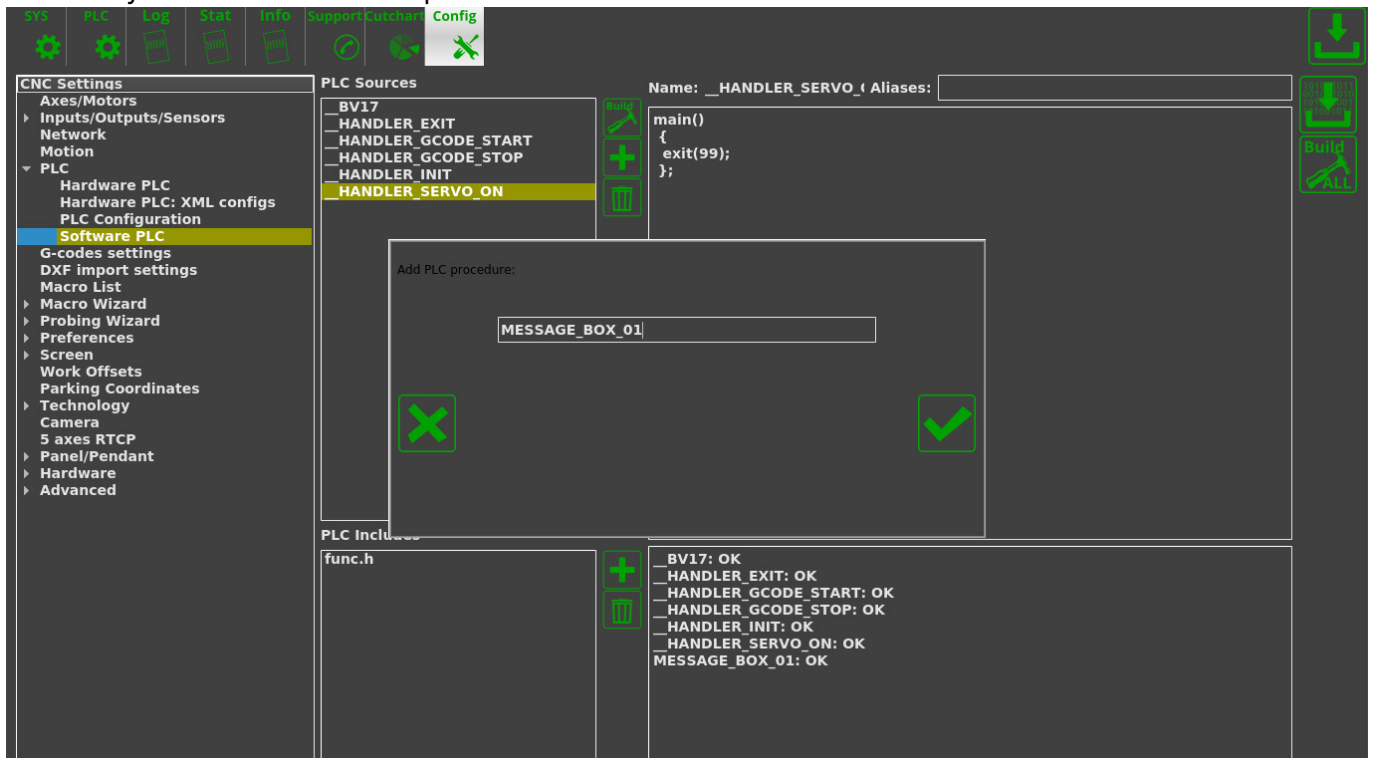 SYS PLC Log Stat Info Support Cutchart Config
CNC Settings
Axes/Motors
Inputs/Outputs/Sensors
Network
Motion
PLC
Hardware PLC
Hardware PLC: XML configs
PLC Configuration
Software PLC
G-codes settings
DXF import settings
Macro List
Macro Wizard
Probing Wizard
Preferences
Screen
Work Offsets
Parking Coordinates
Technology
Camera
5 axes RTCP
Panel/Pendant
Hardware
Advanced
PLC Sources
__BV17
__HANDLER_EXIT
__HANDLER_GCODE_START
__HANDLER_GCODE_STOP
__HANDLER_INIT
__HANDLER_SERVO_ON
Build
Name: __HANDLER_SERVO_( Aliases:
main()
{
exit(99);
};
Build
ALL
Add PLC procedure:
MESSAGE_BOX_01
PLC Includes
func.h
__BV17: OK
__HANDLER_EXIT: OK
__HANDLER_GCODE_START: OK
__HANDLER_GCODE_STOP: OK
__HANDLER_INIT: OK
__HANDLER_SERVO_ON: OK
MESSAGE_BOX_01: OK